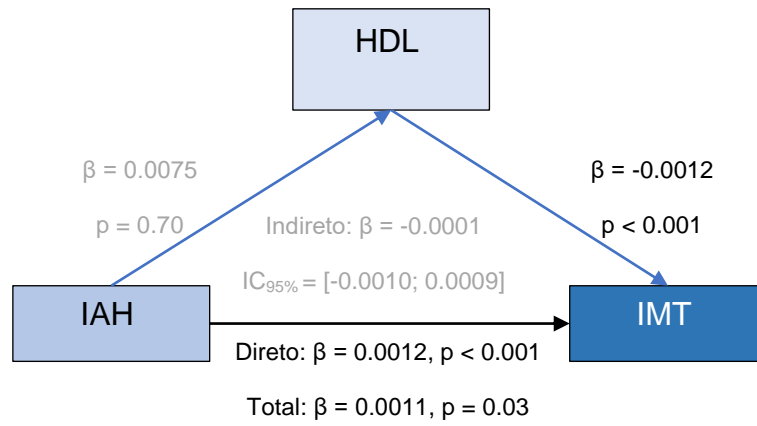 HDL
β = 0.0075
β = -0.0012
p = 0.70
Indireto: β = -0.0001
p < 0.001
IC95% = [-0.0010; 0.0009]
IAH
IMT
Direto: β = 0.0012, p < 0.001
Total: β = 0.0011, p = 0.03